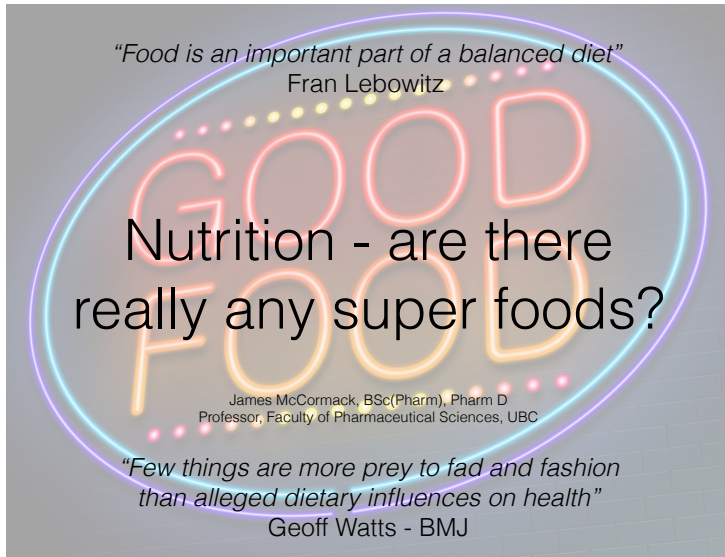 “Food is an important part of a balanced diet”
Fran Lebowitz
GOOD
Nutrition - are there
really any super foods?
FOOD
James McCormack, BSc(Pharm), Pharm D
Professor, Faculty of Pharmaceutical Sciences, UBC
“Few things are more prey to fad and fashion
than alleged dietary influences on health”
Geoff Watts - BMJ